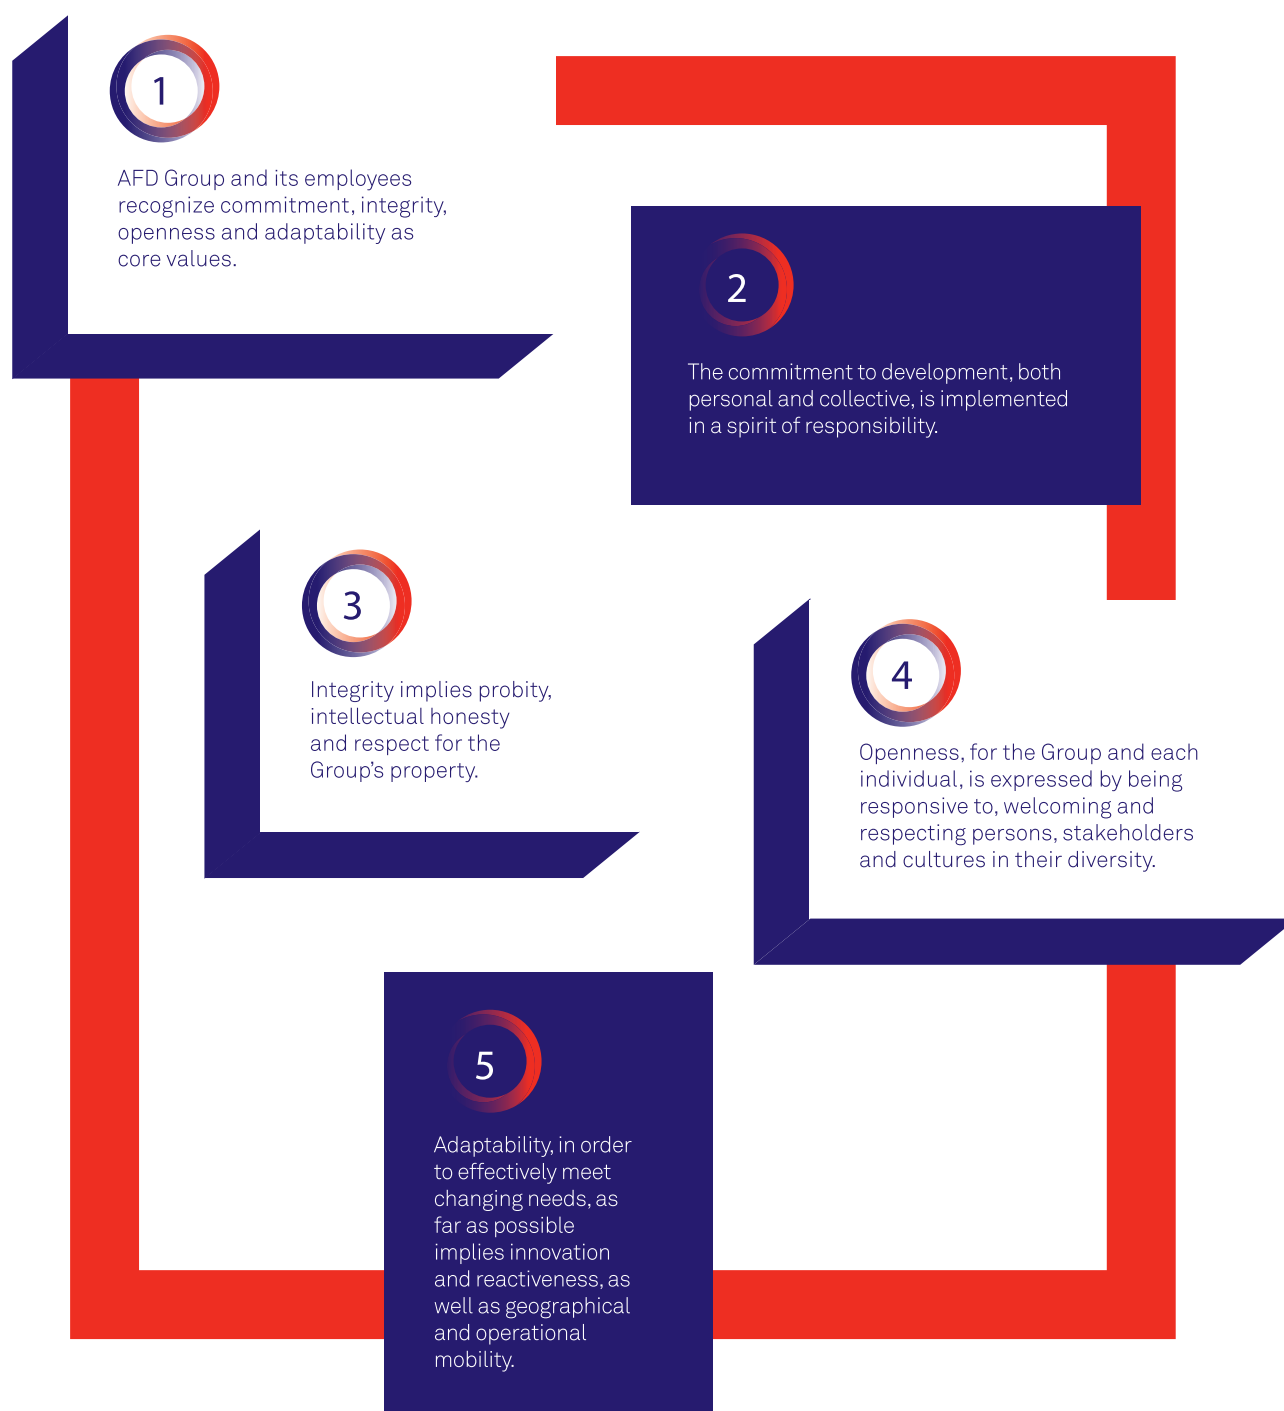 1
AFD Group and its employees
recognize commitment, integrity,
openness and adaptability as
core values.
2
The commitment to development, both
personal and collective, is implemented
in a spirit of responsibility.
3
Integrity implies probity,
intellectual honesty
and respect for the
Group’s property.
4
Openness, for the Group and each
individual, is expressed by being
responsive to, welcoming and
respecting persons, stakeholders
and cultures in their diversity.
5
Adaptability, in order
to effectively meet
changing needs, as
far as possible
implies innovation
and reactiveness, as
well as geographical
and operational
mobility.